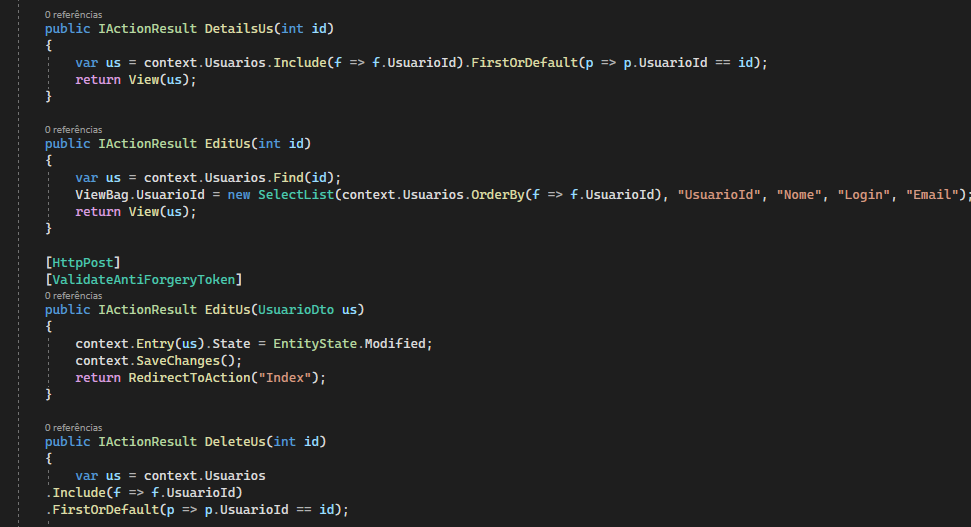 0 referências
public IActionResult DetailsUs(int id)
{
var us = context.Usuarios.Include(f => f.UsuarioId).FirstOrDefault(p => p.UsuarioId == id);
return View(us);
}
0 referências
public IActionResult EditUs(int id)
{
var us = context.Usuarios.Find(id);
ViewBag.UsuarioId = new SelectList(context.Usuarios.OrderBy(f => f.UsuarioId), "UsuarioId", "Nome", "Login", "Email");
return View(us);
}
[HttpPost]
[ValidateAntiForgeryToken]
0 referências
public IActionResult EditUs(UsuarioDto us)
{
context.Entry(us).State = EntityState.Modified;
context.SaveChanges();
return RedirectToAction("Index");
}
0 referências
public IActionResult DeleteUs(int id)
{
var us = context.Usuarios
.Include(f => f.UsuarioId)
.FirstOrDefault(p => p.UsuarioId == id);